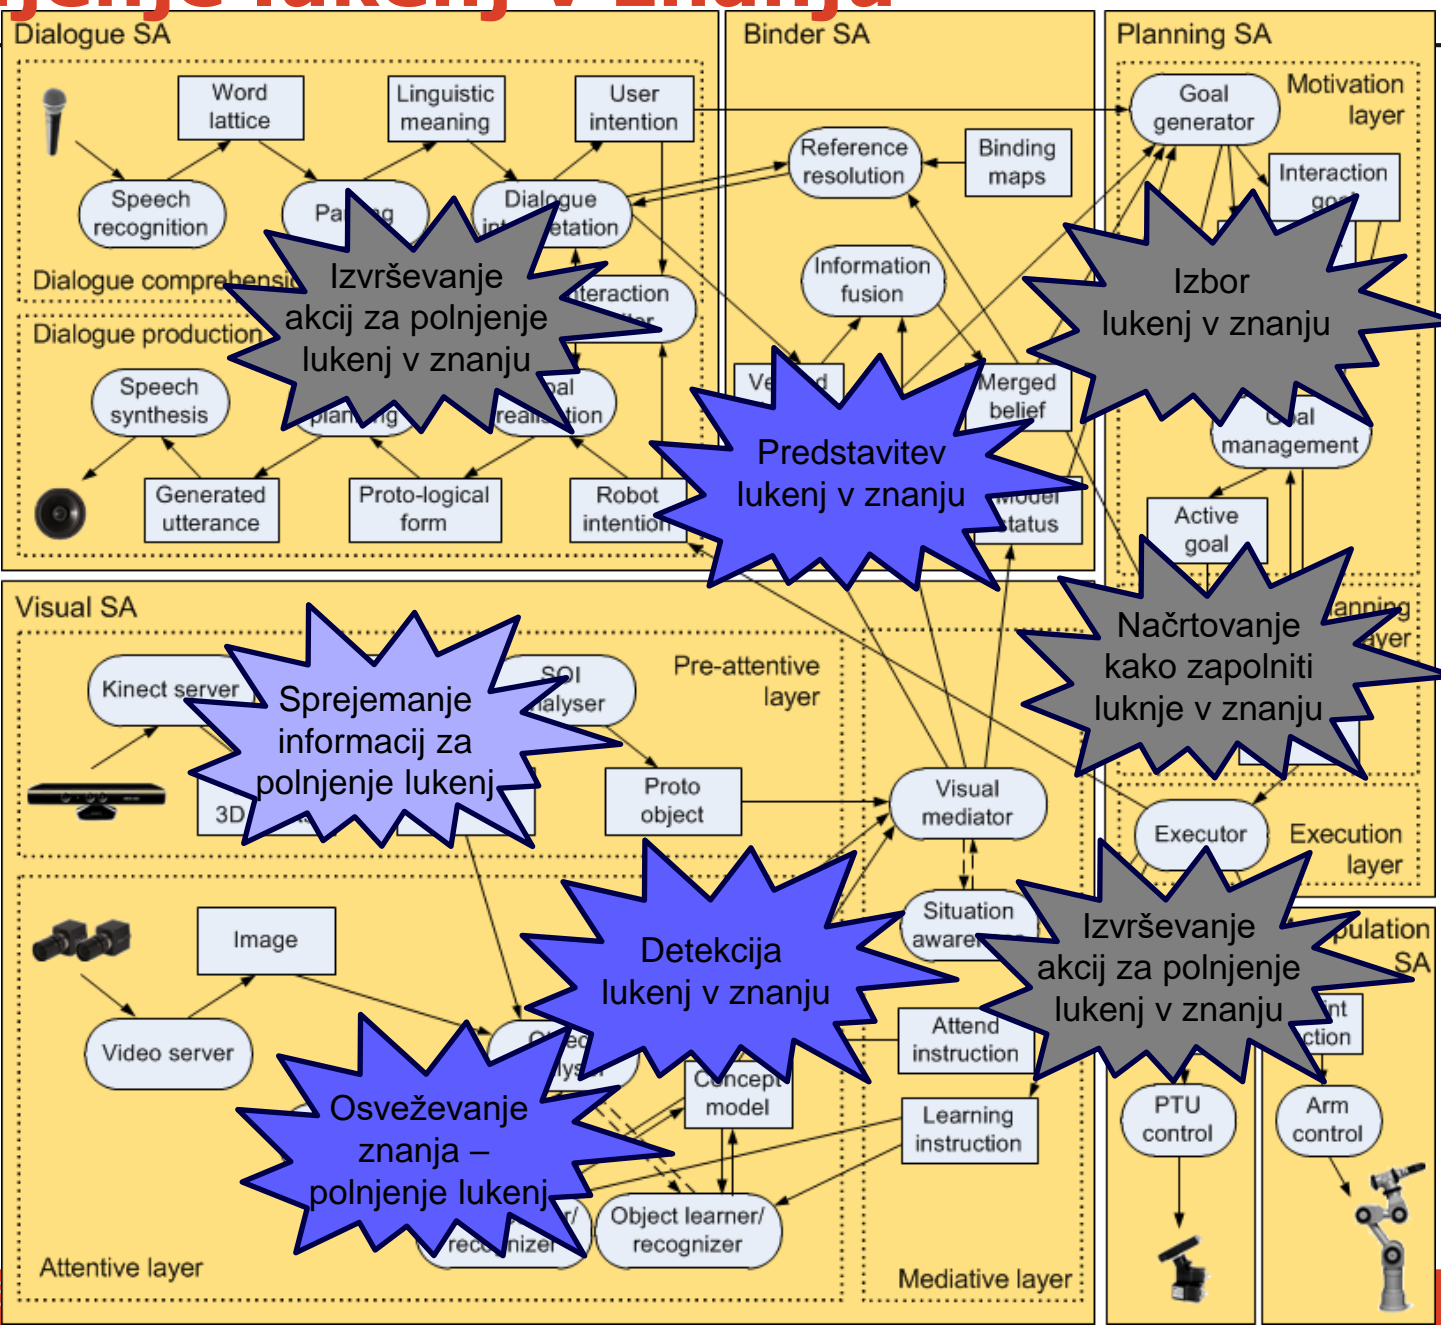 lukenj v znanju
Dialogue SA
Word
lattice
Linguistic
meaning
User
intention
Speech
recognition
Dialogue
Dialogue comprehensi
Izvrševanje
akcij za polnjenje
lukenj v znanju
Dialogue production
Speech
synthesis
Generated
utterance
Proto-logical
form
Robot
intention
Binder SA
Reference
resolution
Binding
maps
Information
fusion
Merged
belief
Predstavitev
lukenj v znanju
Planning SA
Goal
generator
Motivation
layer
Interaction
Izbor
lukenj v znanju
management
Active
goal
Načrtovanje
kako zapolniti
luknje v znanju
Executor
Execution
layer
Izvrševanje
akcij za polnjenje
lukenj v znanju
SA
PTU
control
Arm
control
Visual SA
Kinect server
SOI
Pre-attentive
layer
Sprejemanje
informacij za
polnjenje lukenj
3D
Proto
object
Visual
mediator
Situation
Image
Detekcija
lukenj v znanju
Video server
Attend
instruction
Concept
model
Learning
instruction
Osveževanje
znanja –
polnjenje lukenj
Object learner/
recognizer
Attentive layer
Mediative layer